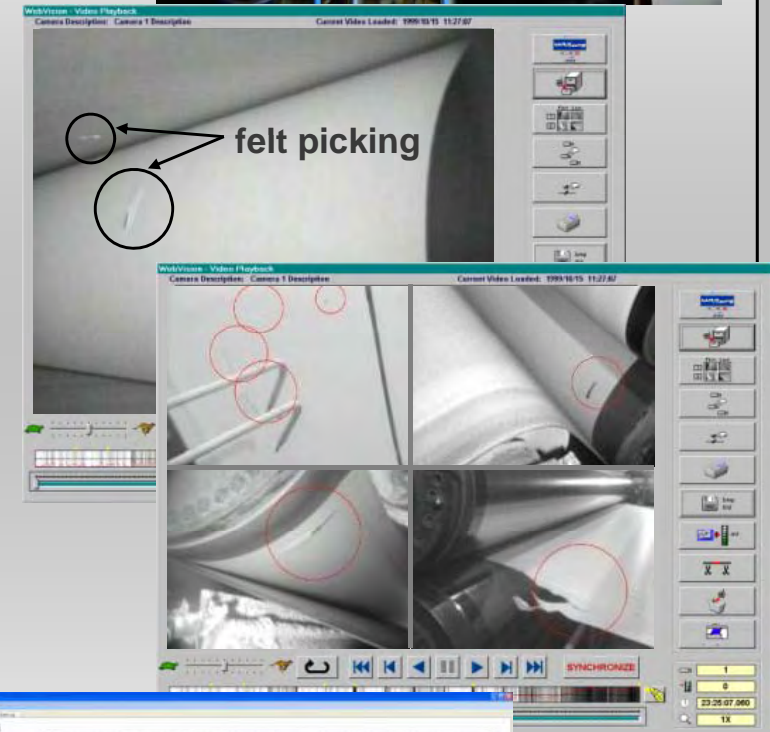 WebVision - Video Playback
Camera Description: Camera 1 Description Current Video Loaded: 1999/10/15 11:27:07
felt picking
WebVision - Video Playback
Camera Description: Camera 1 Description Current Video Loaded: 1999/10/15 11:27:07
SYNCHRONIZE
1
0
23:25:07.060
1X